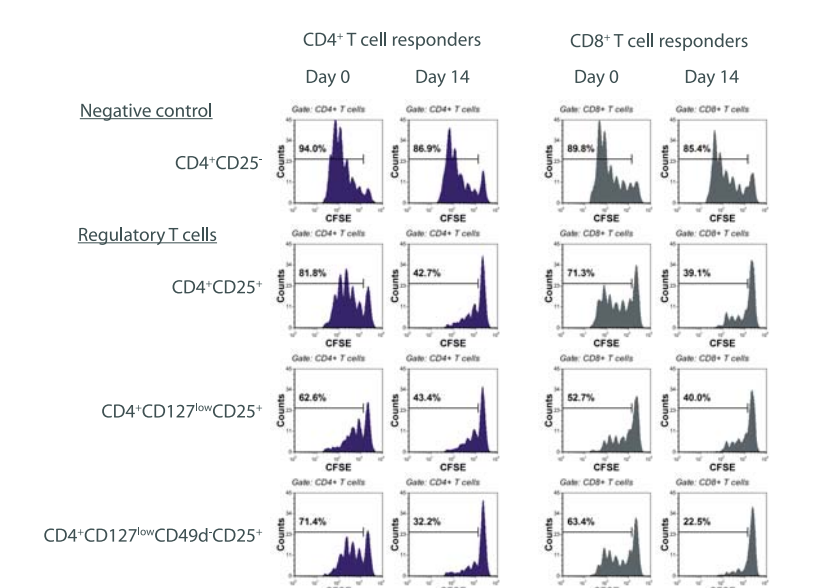 CD4⁺ T cell responders CD8⁺ T cell responders
Day 0 Day 14 Day 0 Day 14
Negative control
Gate: CD4+ T cells Gate: CD4+ T cells Gate: CD8+ T cells Gate: CD8+ T cells
CD4⁺CD25⁻
94.0% 86.9% 89.8% 85.4%
Counts Counts Counts Counts
CFSE CFSE CFSE CFSE
Regulatory T cells
Gate: CD4+ T cells Gate: CD4+ T cells Gate: CD8+ T cells Gate: CD8+ T cells
CD4⁺CD25⁺
81.8% 42.7% 71.3% 39.1%
Counts Counts Counts Counts
CFSE CFSE CFSE CFSE
Gate: CD4+ T cells Gate: CD4+ T cells Gate: CD8+ T cells Gate: CD8+ T cells
CD4⁺CD127ˡᵒʷCD25⁺
62.6% 43.4% 52.7% 40.0%
Counts Counts Counts Counts
CFSE CFSE CFSE CFSE
Gate: CD4+ T cells Gate: CD4+ T cells Gate: CD8+ T cells Gate: CD8+ T cells
CD4⁺CD127ˡᵒʷCD49d⁻CD25⁺
71.4% 32.2% 63.4% 22.5%
Counts Counts Counts Counts